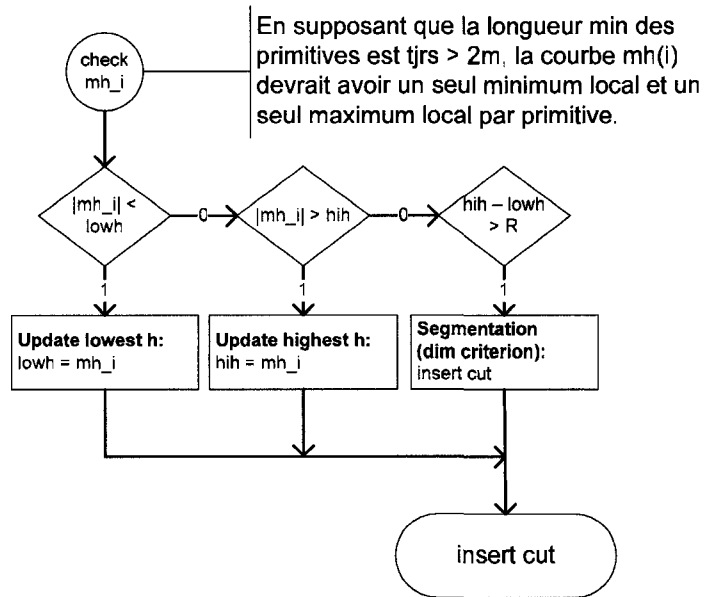 En supposant que la longueur min des
primitives est tjrs > 2m, la courbe mh(i)
devrait avoir un seul minimum local et un
seul maximum local par primitive.
check
mh_i
|mh_i| <
lowh
0
|mh_i| > hih
0
hih – lowh
> R
1
1
1
Update lowest h:
lowh = mh_i
Update highest h:
hih = mh_i
Segmentation
(dim criterion):
insert cut
insert cut